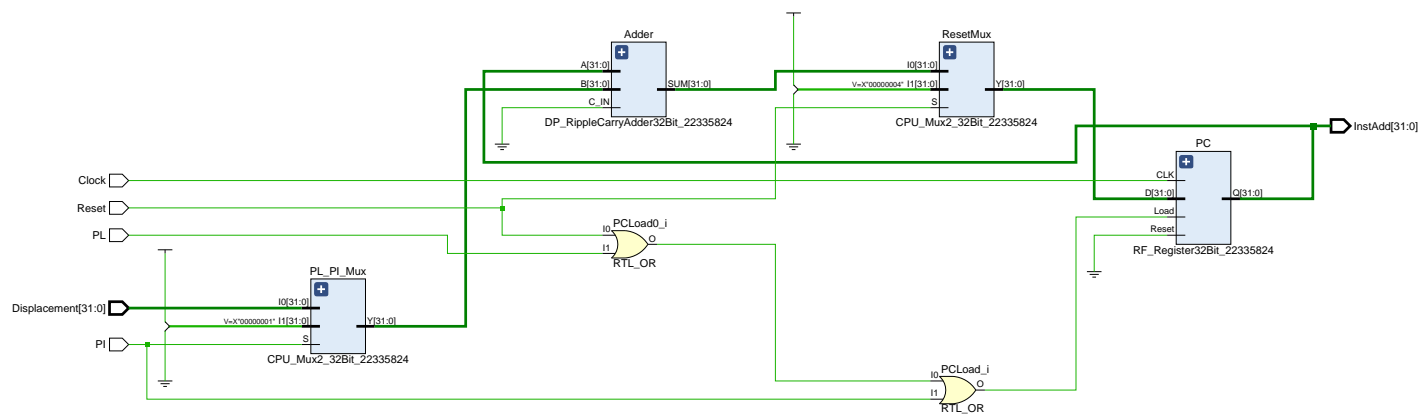 Adder
A[31:0]
B[31:0]
C_IN
SUM[31:0]
DP_RippleCarryAdder32Bit_22335824
ResetMux
I0[31:0]
V=X"00000004" I1[31:0]
S
Y[31:0]
CPU_Mux2_32Bit_22335824
InstAdd[31:0]
PC
CLK
D[31:0]
Load
Reset
Q[31:0]
RF_Register32Bit_22335824
Clock
Reset
PL
PCLoad0_i
I0
I1
O
RTL_OR
Displacement[31:0]
PI
PL_PI_Mux
I0[31:0]
V=X"00000001" I1[31:0]
S
Y[31:0]
CPU_Mux2_32Bit_22335824
PCLoad_i
I0
I1
O
RTL_OR